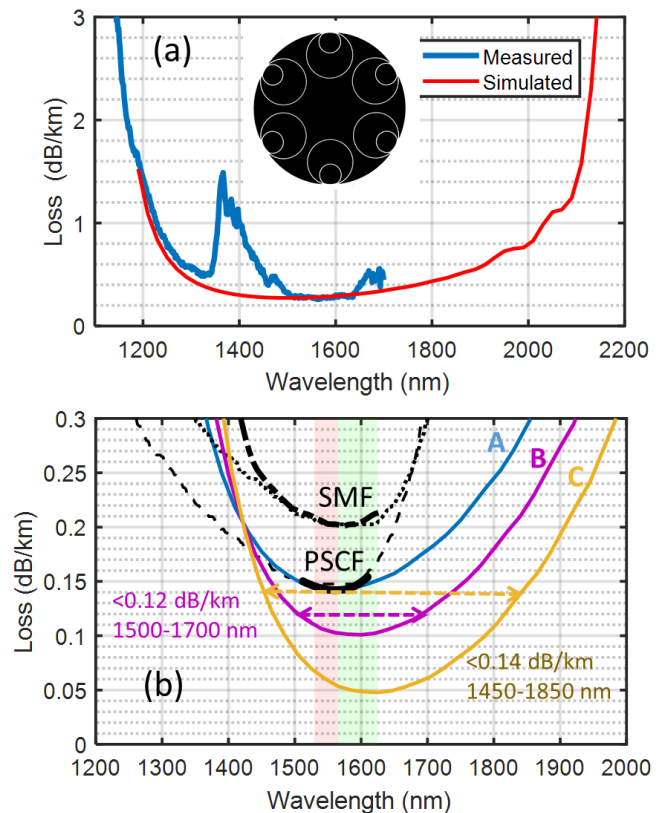 3
(a)
Measured
Simulated
2
1
0
Loss (dB/km)
1200 1400 1600 1800 2000 2200
Wavelength (nm)
0.3
0.25
0.2
0.15
0.1
0.05
0
Loss (dB/km)
A
B
C
SMF
PSCF
<0.12 dB/km
1500-1700 nm
<0.14 dB/km
1450-1850 nm
(b)
1200 1300 1400 1500 1600 1700 1800 1900 2000
Wavelength (nm)